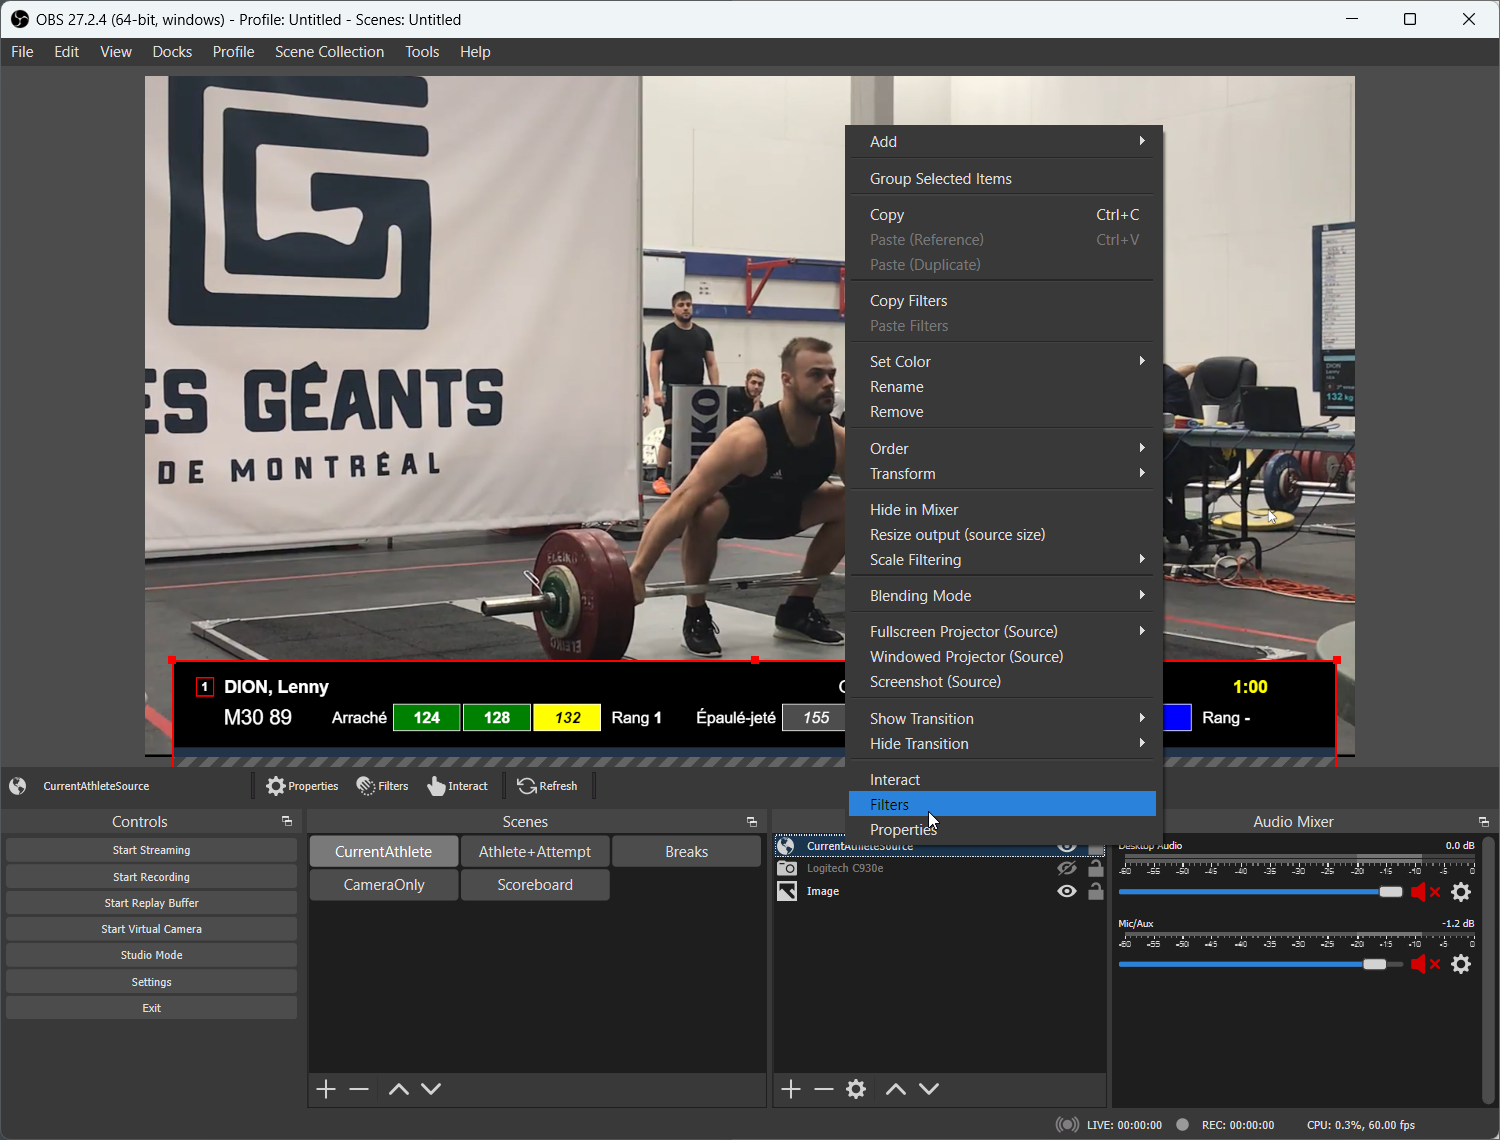 OBS 27.2.4 (64-bit, windows) - Profile: Untitled - Scenes: Untitled
File Edit View Docks Profile Scene Collection Tools Help
ES GÉANTS
DE MONTRÉAL
Add
Group Selected Items
Copy Ctrl+C
Paste (Reference) Ctrl+V
Paste (Duplicate)
Copy Filters
Paste Filters
Set Color
Rename
Remove
Order
Transform
Hide in Mixer
Resize output (source size)
Scale Filtering
Blending Mode
Fullscreen Projector (Source)
Windowed Projector (Source)
Screenshot (Source)
Show Transition
Hide Transition
Interact
Filters
Properties
IKO
ELEIKO
ELEIKO
DION
Lenny
132 kg
1 DION, Lenny 1:00
M30 89 Arraché 124 128 132 Rang 1 Épaulé-jeté 155 Rang -
CurrentAthleteSource Properties Filters Interact Refresh
Controls
Start Streaming
Start Recording
Start Replay Buffer
Start Virtual Camera
Studio Mode
Settings
Exit
Scenes
CurrentAthlete Athlete+Attempt Breaks
CameraOnly Scoreboard
CurrentAthleteSource
Logitech C930e
Image
Audio Mixer
Desktop Audio 0.0 dB
-60 -55 -50 -45 -40 -35 -30 -25 -20 -15 -10 -5 0
Mic/Aux -1.2 dB
-60 -55 -50 -45 -40 -35 -30 -25 -20 -15 -10 -5 0
LIVE: 00:00:00 REC: 00:00:00 CPU: 0.3%, 60.00 fps